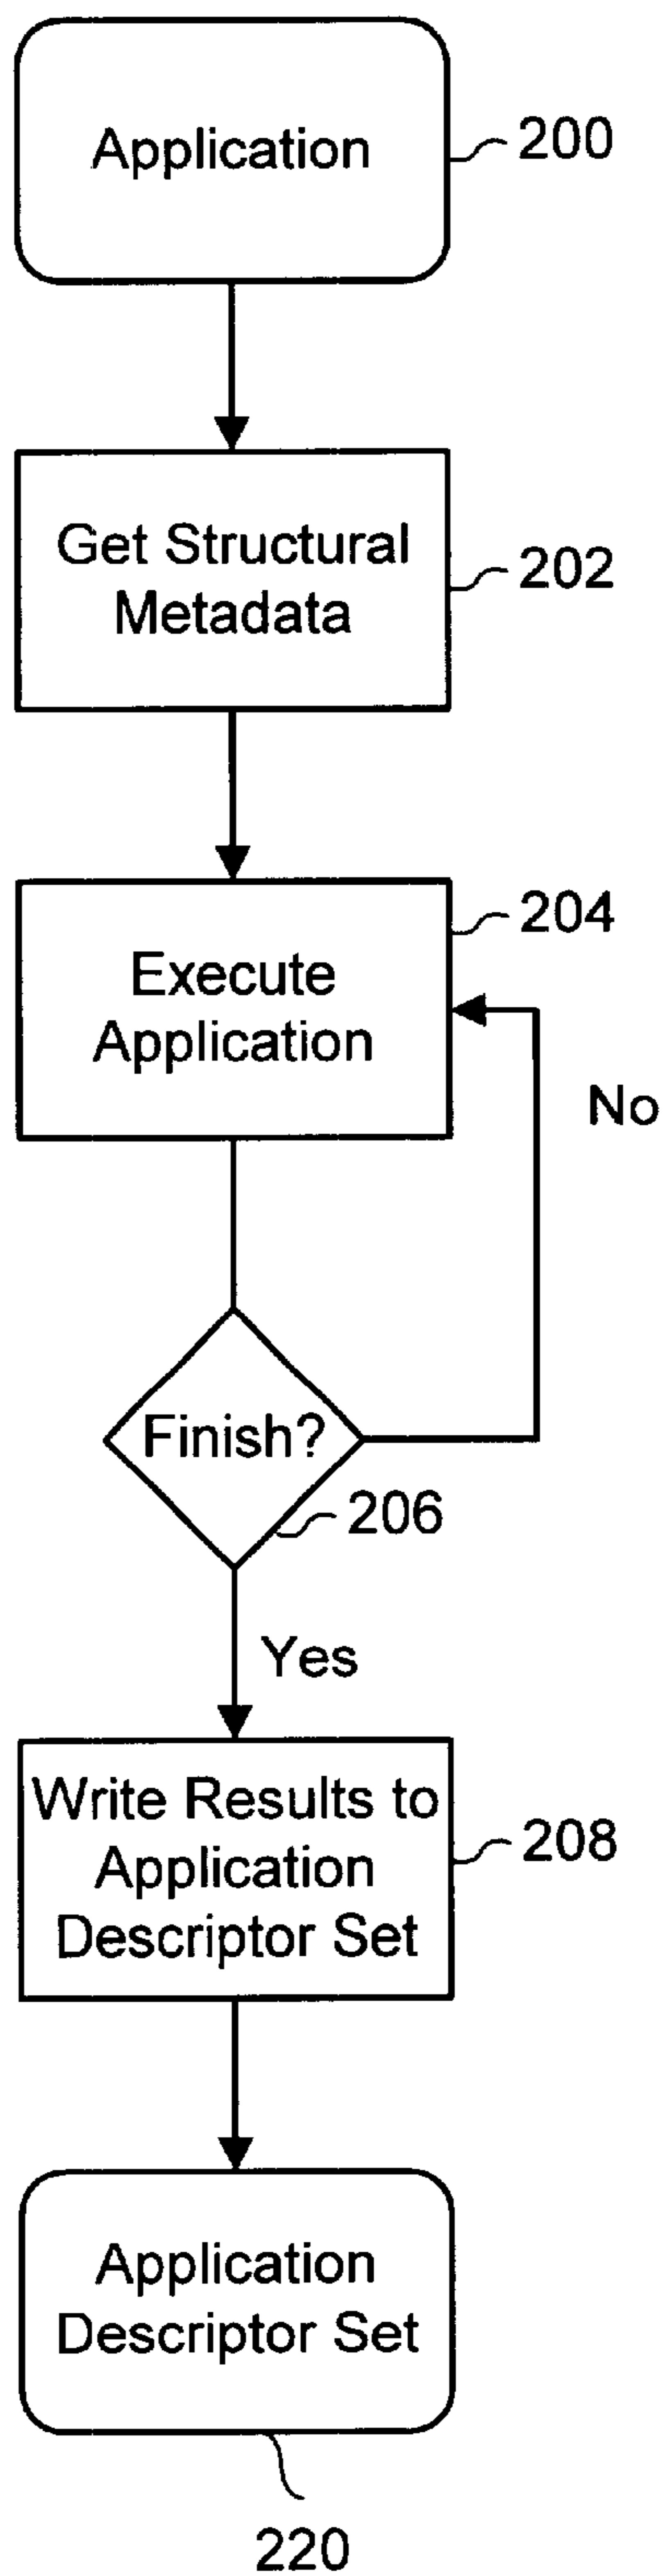 Application
200
Get Structural
Metadata
202
204
Execute
Application
No
Finish?
206
Yes
Write Results to
Application
Descriptor Set
208
Application
Descriptor Set
220